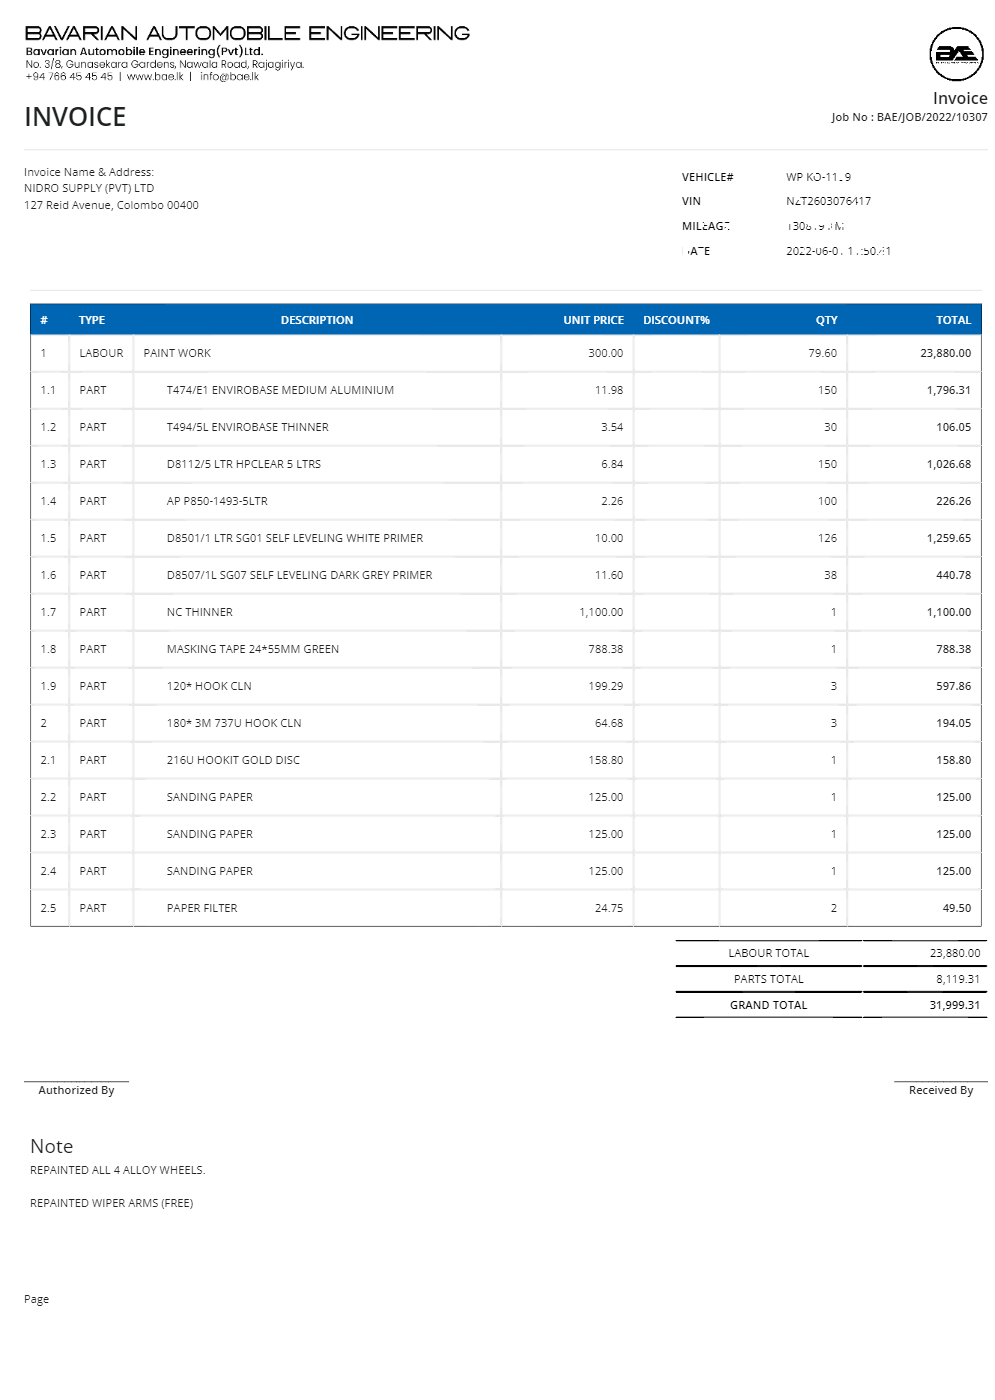 BAVARIAN AUTOMOBILE ENGINEERING
Bavarian Automobile Engineering(Pvt)Ltd.
No. 3/8, Gunasekara Gardens, Nawala Road, Rajagiriya.
+94 766 45 45 45 | www.bae.lk | info@bae.lk
BAE
INVOICE
Invoice
Job No : BAE/JOB/2022/10307
Invoice Name & Address:
NIDRO SUPPLY (PVT) LTD
127 Reid Avenue, Colombo 00400
VEHICLE# WP
VIN
MILEAGE
DATE
# TYPE DESCRIPTION UNIT PRICE DISCOUNT% QTY TOTAL
1 LABOUR PAINT WORK 300.00 79.60 23,880.00
1.1 PART T474/E1 ENVIROBASE MEDIUM ALUMINIUM 11.98 150 1,796.31
1.2 PART T494/5L ENVIROBASE THINNER 3.54 30 106.05
1.3 PART D8112/5 LTR HPCLEAR 5 LTRS 6.84 150 1,026.68
1.4 PART AP P850-1493-5LTR 2.26 100 226.26
1.5 PART D8501/1 LTR SG01 SELF LEVELING WHITE PRIMER 10.00 126 1,259.65
1.6 PART D8507/1L SG07 SELF LEVELING DARK GREY PRIMER 11.60 38 440.78
1.7 PART NC THINNER 1,100.00 1 1,100.00
1.8 PART MASKING TAPE 24*55MM GREEN 788.38 1 788.38
1.9 PART 120* HOOK CLN 199.29 3 597.86
2 PART 180* 3M 737U HOOK CLN 64.68 3 194.05
2.1 PART 216U HOOKIT GOLD DISC 158.80 1 158.80
2.2 PART SANDING PAPER 125.00 1 125.00
2.3 PART SANDING PAPER 125.00 1 125.00
2.4 PART SANDING PAPER 125.00 1 125.00
2.5 PART PAPER FILTER 24.75 2 49.50
LABOUR TOTAL 23,880.00
PARTS TOTAL 8,119.31
GRAND TOTAL 31,999.31
Authorized By Received By
Note
REPAINTED ALL 4 ALLOY WHEELS.
REPAINTED WIPER ARMS (FREE)
Page